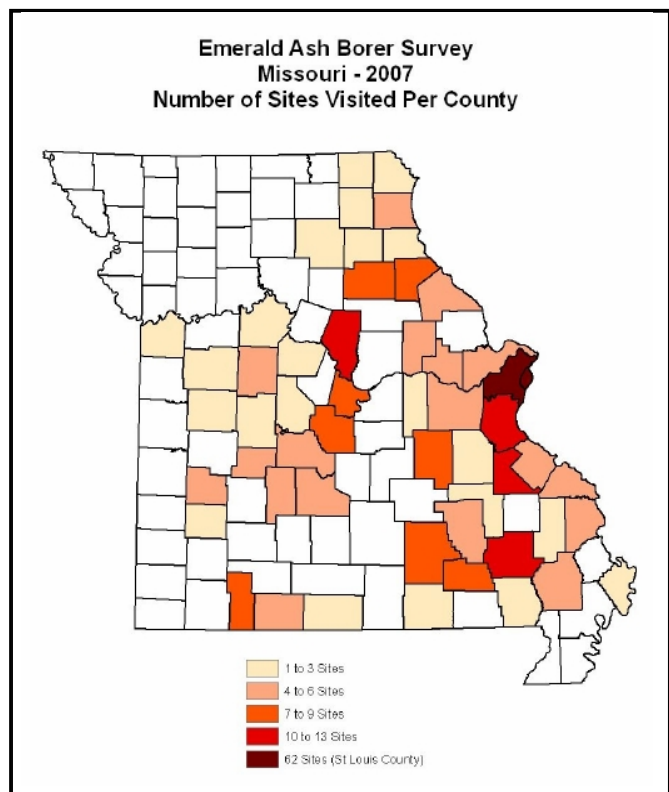 Emerald Ash Borer Survey
Missouri - 2007
Number of Sites Visited Per County
1 to 3 Sites
4 to 6 Sites
7 to 9 Sites
10 to 13 Sites
62 Sites (St Louis County)